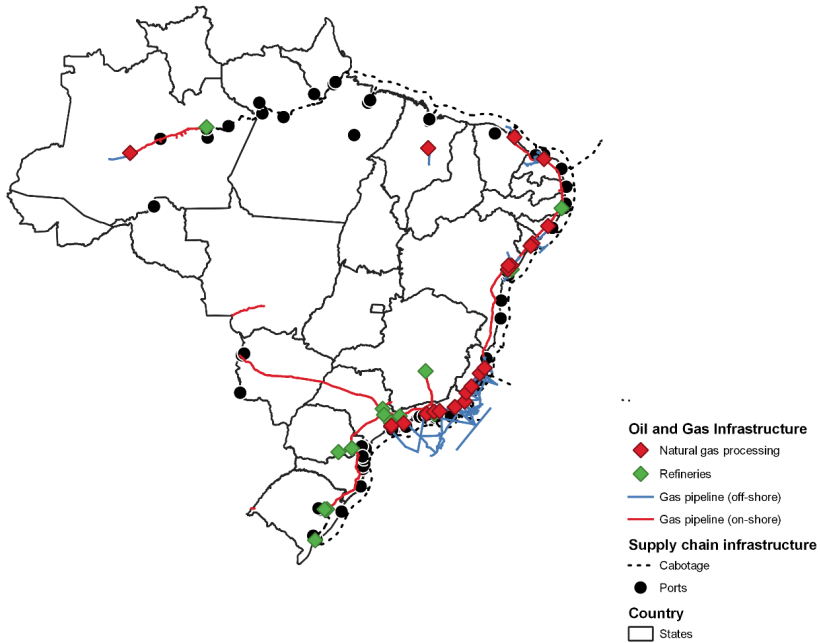 Oil and Gas Infrastructure
Natural gas processing
Refineries
Gas pipeline (off-shore)
Gas pipeline (on-shore)
Supply chain infrastructure
Cabotage
Ports
Country
States